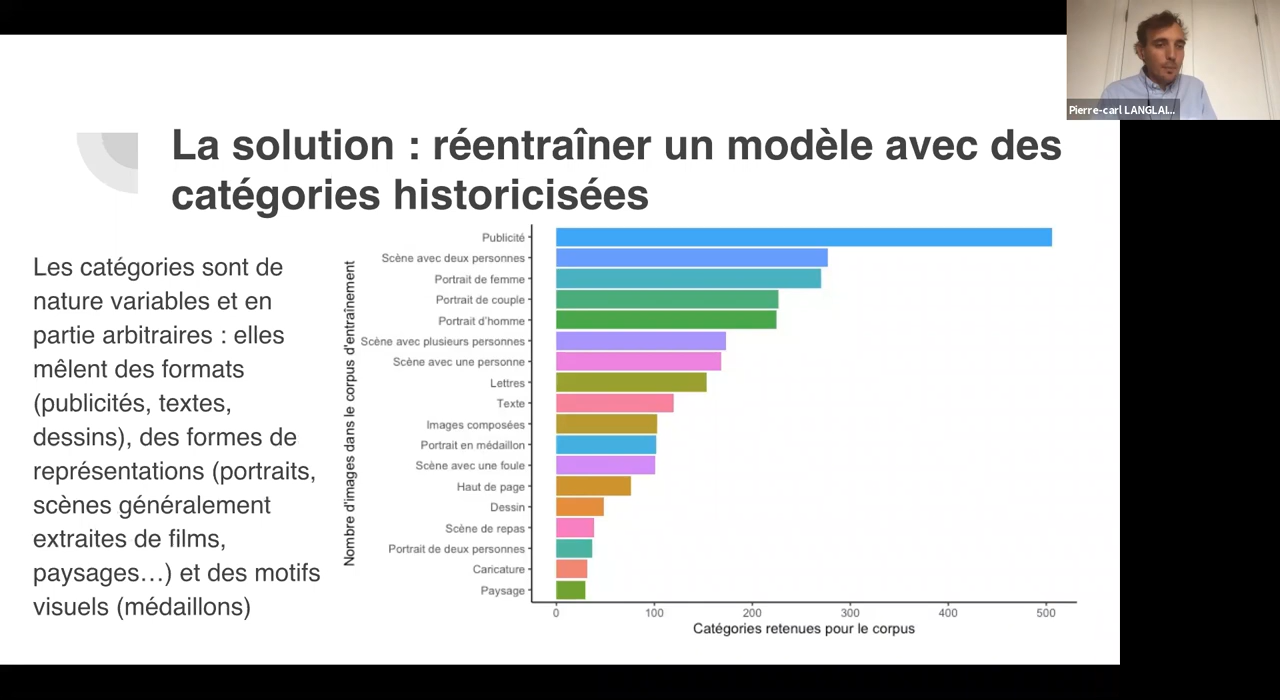 Pierre-carl LANGLAI...
La solution : réentraîner un modèle avec des
catégories historicisées
Les catégories sont de
nature variables et en
partie arbitraires : elles
mêlent des formats
(publicités, textes,
dessins), des formes de
représentations (portraits,
scènes généralement
extraites de films,
paysages…) et des motifs
visuels (médaillons)
Nombre d'images dans le corpus d'entraînement
Publicité
Scène avec deux personnes
Portrait de femme
Portrait de couple
Portrait d'homme
Scène avec plusieurs personnes
Scène avec une personne
Lettres
Texte
Images composées
Portrait en médaillon
Scène avec une foule
Haut de page
Dessin
Scène de repas
Portrait de deux personnes
Caricature
Paysage
0 100 200 300 400 500
Catégories retenues pour le corpus